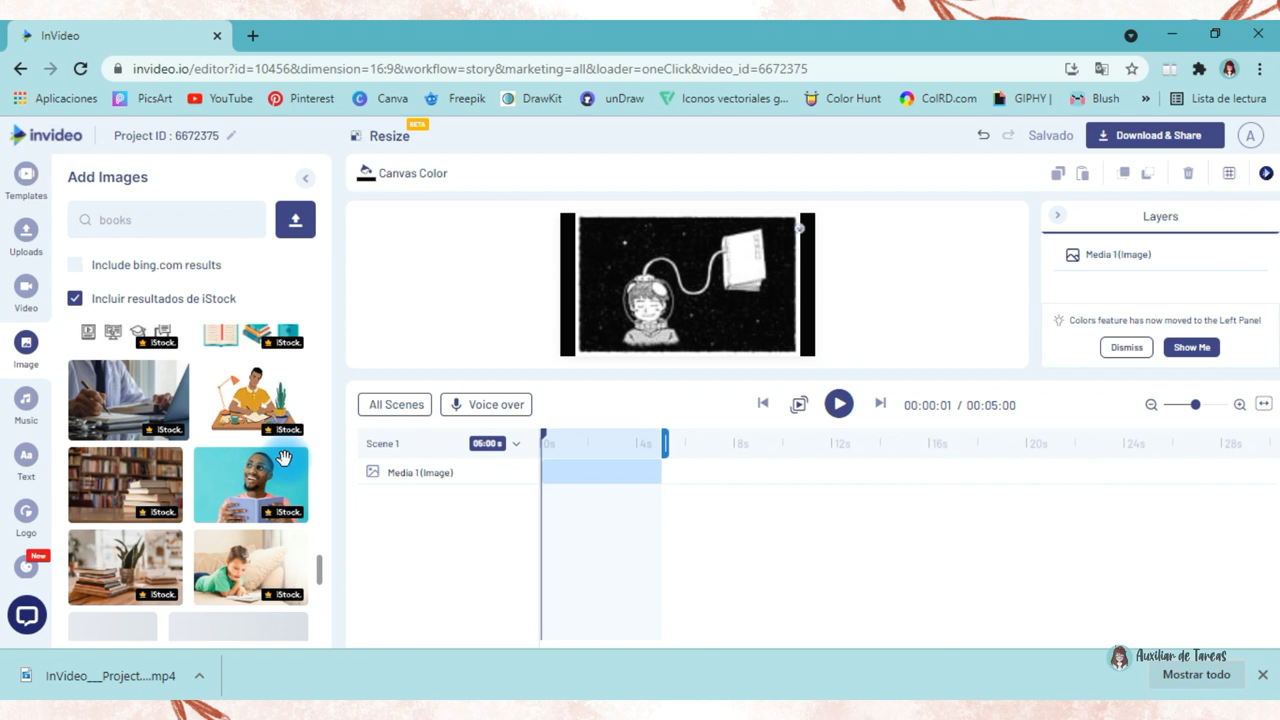 InVideo
invideo.io/editor?id=10456&dimension=16:9&workflow=story&marketing=all&loader=oneClick&video_id=6672375
Aplicaciones
PicsArt
YouTube
Pinterest
Canva
Freepik
DrawKit
unDraw
Iconos vectoriales g...
Color Hunt
ColRD.com
GIPHY |
Blush
»
Lista de lectura
invideo
Project ID : 6672375
Resize
BETA
Salvado
Download & Share
A
Templates
Uploads
Video
Image
Music
Text
Logo
New
Add Images
books
Include bing.com results
Incluir resultados de iStock
iStock.
iStock.
iStock.
iStock.
iStock.
iStock.
iStock.
iStock.
Canvas Color
Layers
Media 1(Image)
Colors feature has now moved to the Left Panel
Dismiss
Show Me
All Scenes
Voice over
00:00:01 / 00:05:00
Scene 1
05:00 s
0s
4s
8s
12s
16s
20s
24s
28s
Media 1(Image)
InVideo___Project....mp4
Auxiliar de Tareas
Mostrar todo